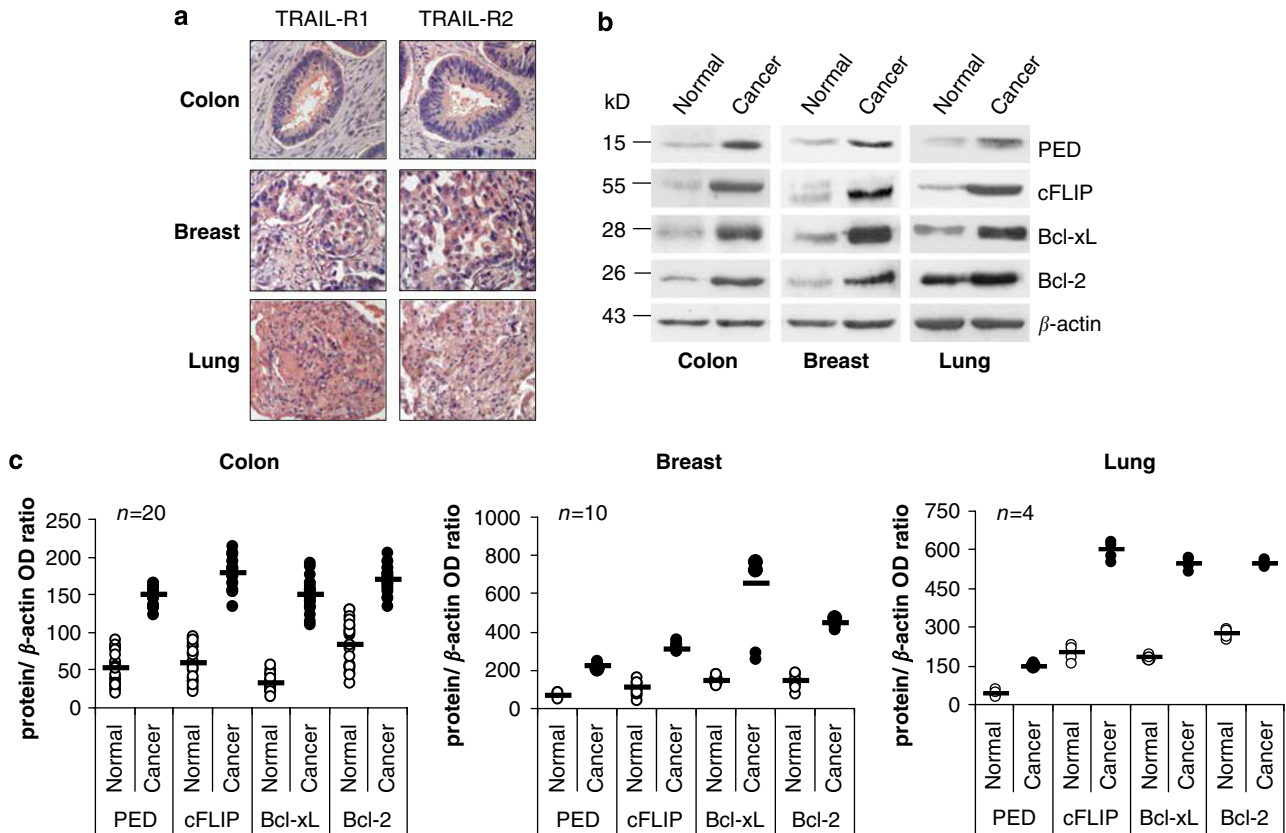 a
TRAIL-R1 TRAIL-R2
Colon
Breast
Lung
b
Normal Cancer Normal Cancer Normal Cancer
kD
15 PED
55 cFLIP
28 Bcl-xL
26 Bcl-2
43 β-actin
Colon Breast Lung
c
Colon
protein/ β-actin OD ratio
n=20
250
200
150
100
50
0
Normal Cancer Normal Cancer Normal Cancer Normal Cancer
PED cFLIP Bcl-xL Bcl-2
Breast
protein/ β-actin OD ratio
n=10
1000
800
600
400
200
0
Normal Cancer Normal Cancer Normal Cancer Normal Cancer
PED cFLIP Bcl-xL Bcl-2
Lung
protein/ β-actin OD ratio
n=4
750
600
450
300
150
0
Normal Cancer Normal Cancer Normal Cancer Normal Cancer
PED cFLIP Bcl-xL Bcl-2